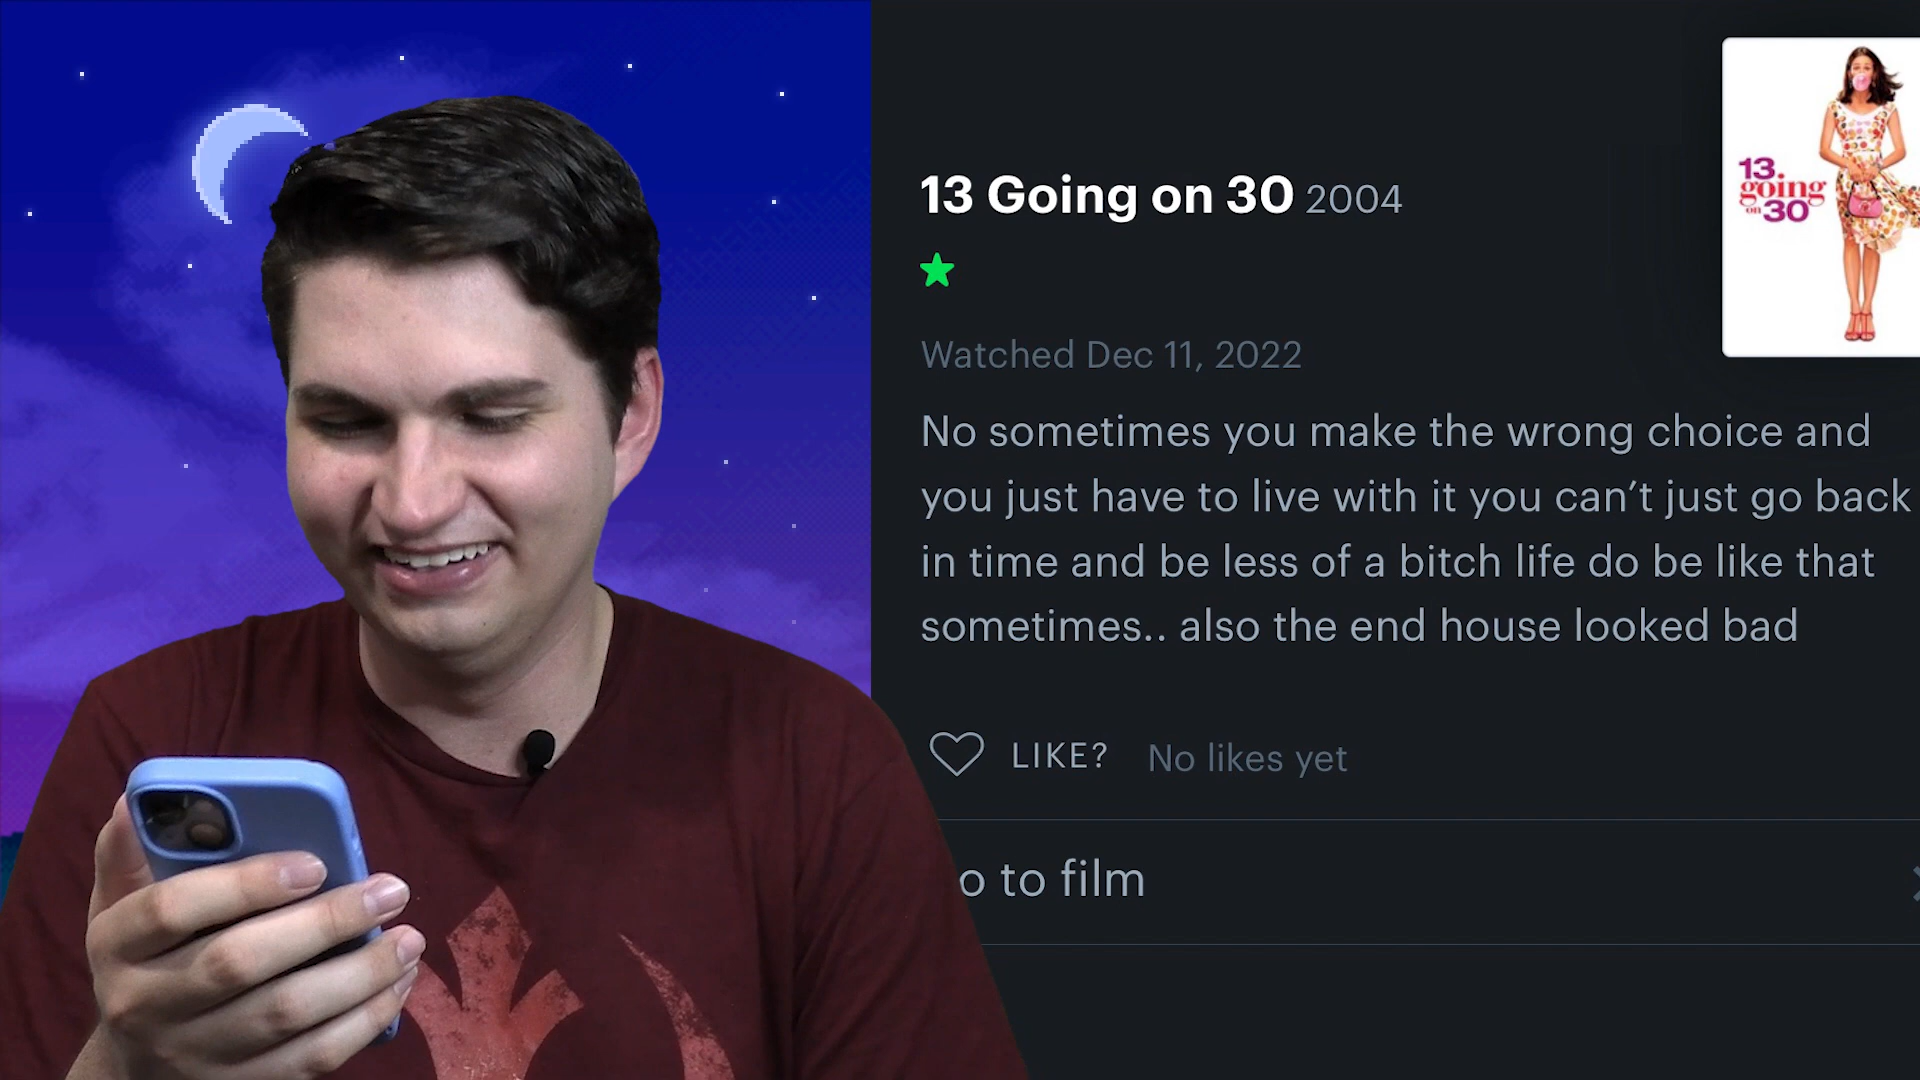 13 Going on 30 2004
Watched Dec 11, 2022
No sometimes you make the wrong choice and
you just have to live with it you can’t just go back
in time and be less of a bitch life do be like that
sometimes.. also the end house looked bad
LIKE? No likes yet
o to film
13
going
on 30